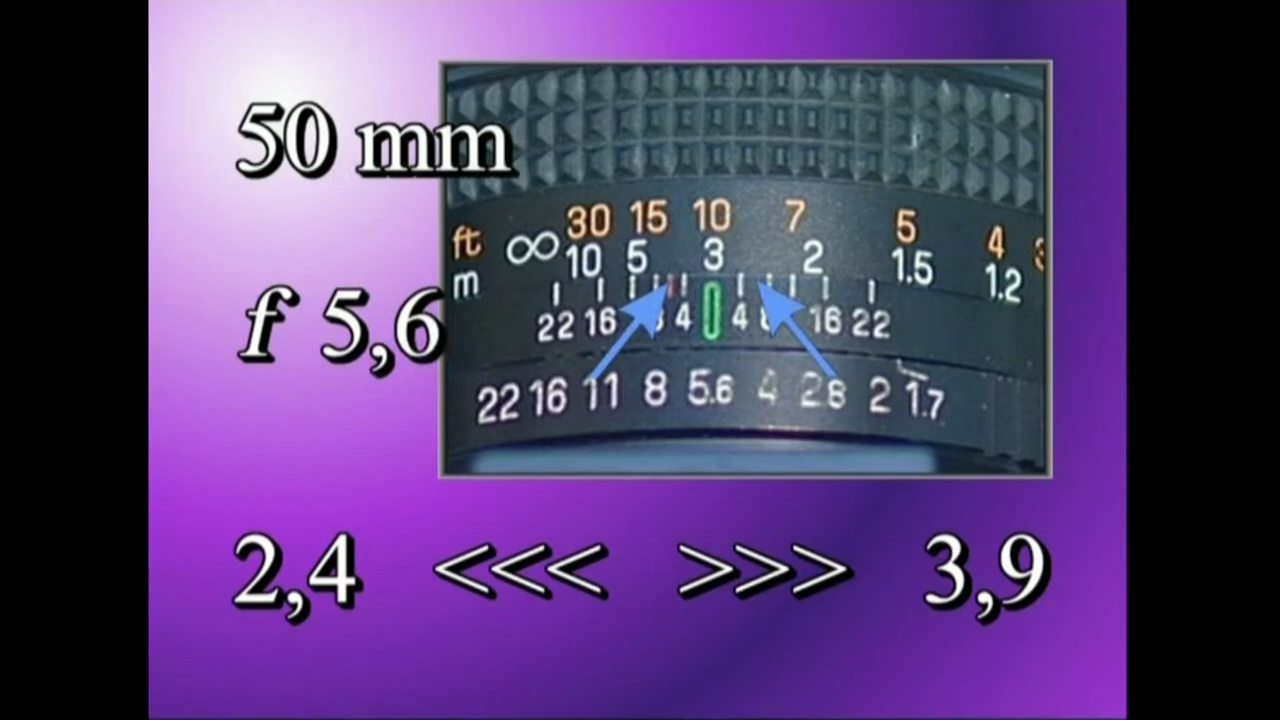 50 mm
ft 30 15 10 7 5 4
m ∞ 10 5 3 2 1.5 1.2
f 5,6
22 16 4 4 16 22
22 16 11 8 5.6 4 2 8 2 1.7
2,4 <<< >>> 3,9